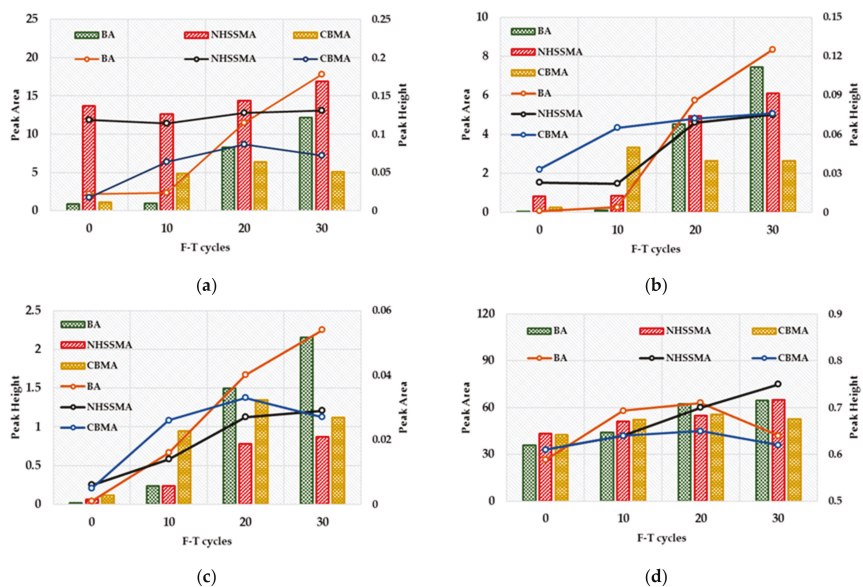 BA NHSSMA CBMA
BA NHSSMA CBMA
25 20 15 10 5 0
Peak Area
0.25 0.2 0.15 0.1 0.05 0
Peak Height
0 10 20 30
F-T cycles
(a)
BA
NHSSMA
CBMA
BA
NHSSMA
CBMA
10 8 6 4 2 0
Peak Area
0.15 0.12 0.09 0.06 0.03 0
Peak Height
0 10 20 30
F-T cycles
(b)
BA
NHSSMA
CBMA
BA
NHSSMA
CBMA
2.5 2 1.5 1 0.5 0
Peak Height
0.06 0.04 0.02 0
Peak Area
0 10 20 30
F-T cycles
(c)
BA NHSSMA CBMA
BA NHSSMA CBMA
120 90 60 30 0
Peak Area
0.9 0.8 0.7 0.6 0.5
Peak Height
0 10 20 30
F-T cycles
(d)